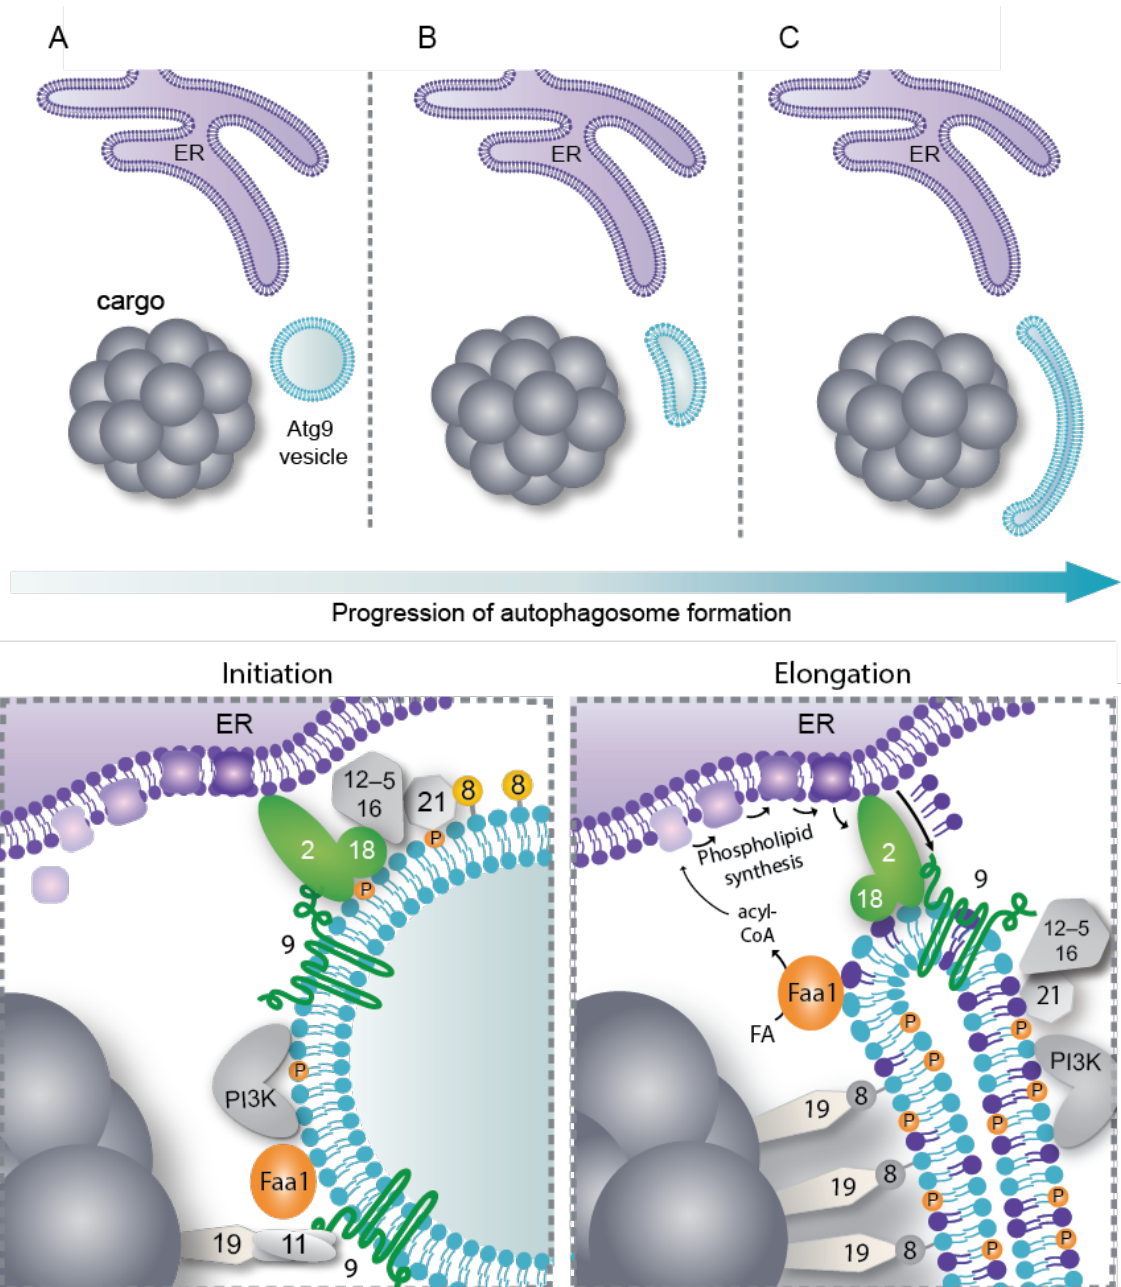 A
B
C
ER
ER
ER
cargo
Atg9
vesicle
Progression of autophagosome formation
Initiation
Elongation
ER
12–5
16
21
8
8
P
2
18
P
9
P
PI3K
Faa1
19
11
9
ER
Phospholipid
synthesis
2
18
9
acyl-
CoA
12–5
16
Faa1
21
FA
P
P
P
PI3K
P
8
19
P
P
8
19
P
P
P
8
19
P